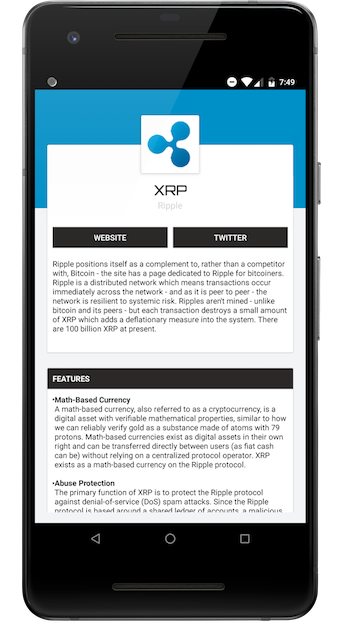 7:49
XRP
Ripple
WEBSITE TWITTER
Ripple positions itself as a complement to, rather than a competitor
with, Bitcoin - the site has a page dedicated to Ripple for bitcoiners.
Ripple is a distributed network which means transactions occur
immediately across the network - and as it is peer to peer - the
network is resilient to systemic risk. Ripples aren't mined - unlike
bitcoin and its peers - but each transaction destroys a small amount
of XRP which adds a deflationary measure into the system. There
are 100 billion XRP at present.
FEATURES
•Math-Based Currency
A math-based currency, also referred to as a cryptocurrency, is a
digital asset with verifiable mathematical properties, similar to how
we can reliably verify gold as a substance made of atoms with 79
protons. Math-based currencies exist as digital assets in their own
right and can be transferred directly between users (as fiat cash
can be) without relying on a centralized protocol operator. XRP
exists as a math-based currency on the Ripple protocol.
•Abuse Protection
The primary function of XRP is to protect the Ripple protocol
against denial-of-service (DoS) spam attacks. Since the Ripple
protocol is based around a shared ledger of accounts, a malicious